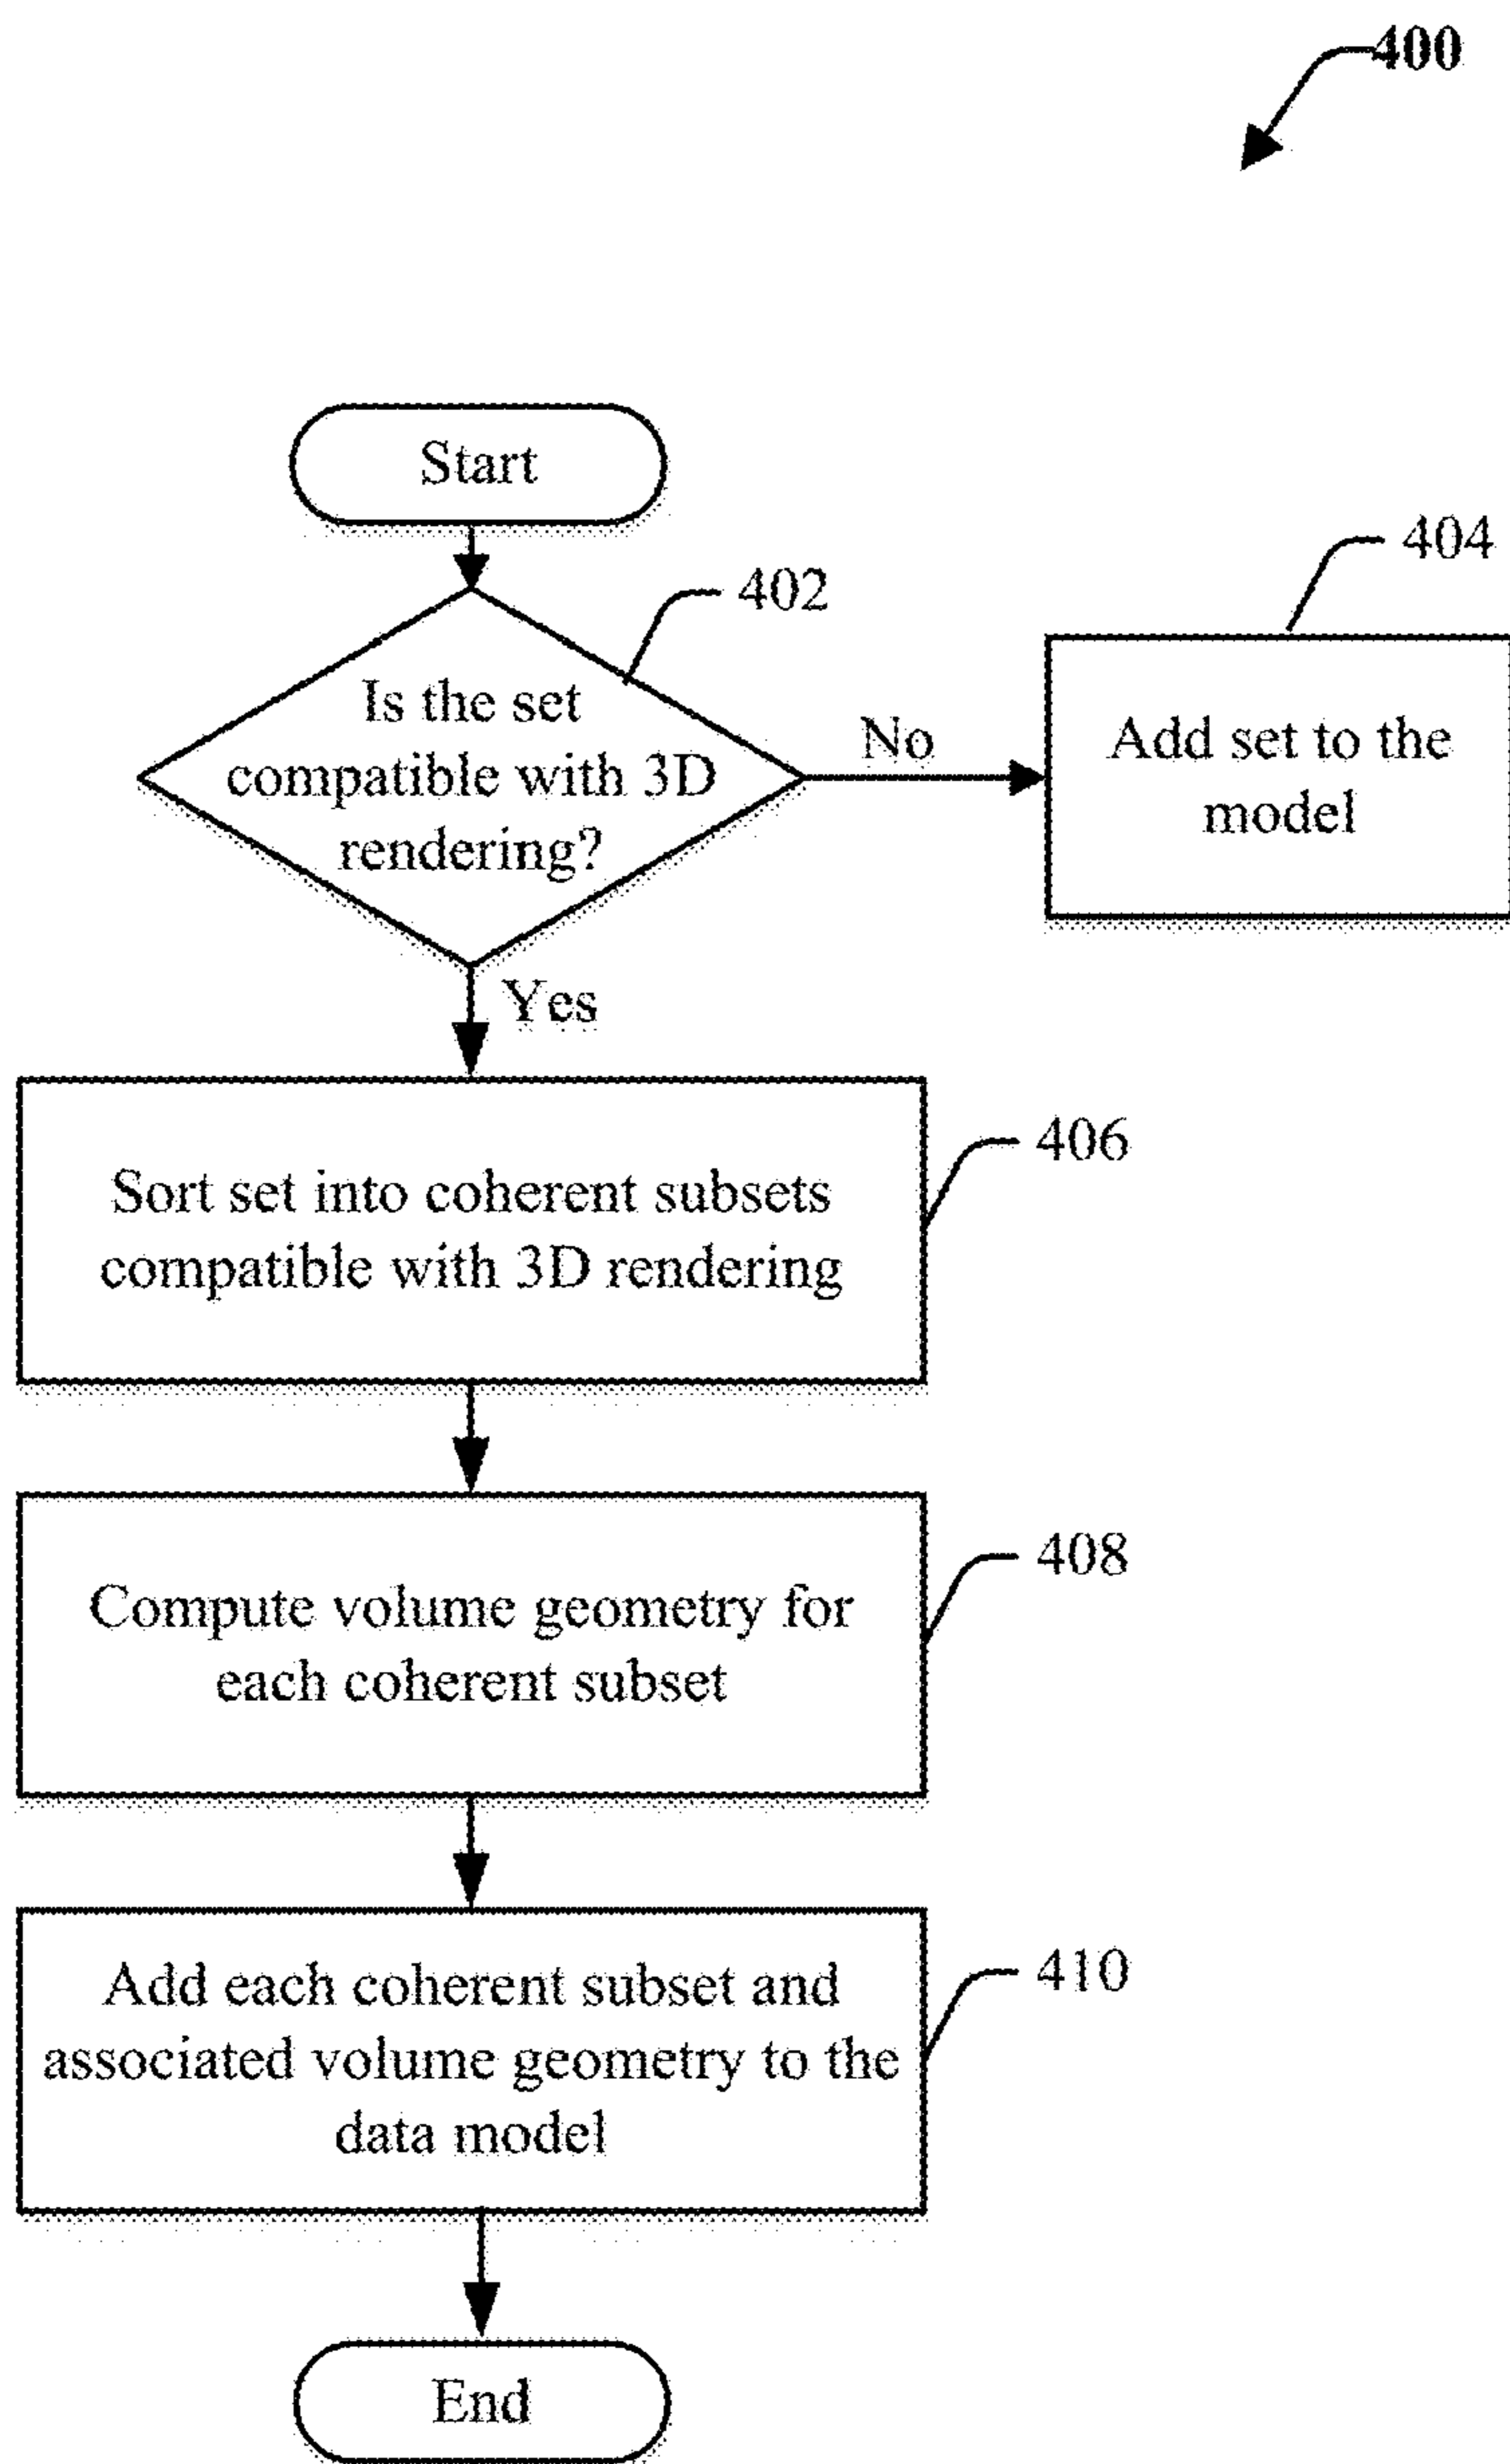 400
Start
402
Is the set
compatible with 3D
rendering?
No
404
Add set to the
model
Yes
406
Sort set into coherent subsets
compatible with 3D rendering
408
Compute volume geometry for
each coherent subset
410
Add each coherent subset and
associated volume geometry to the
data model
End